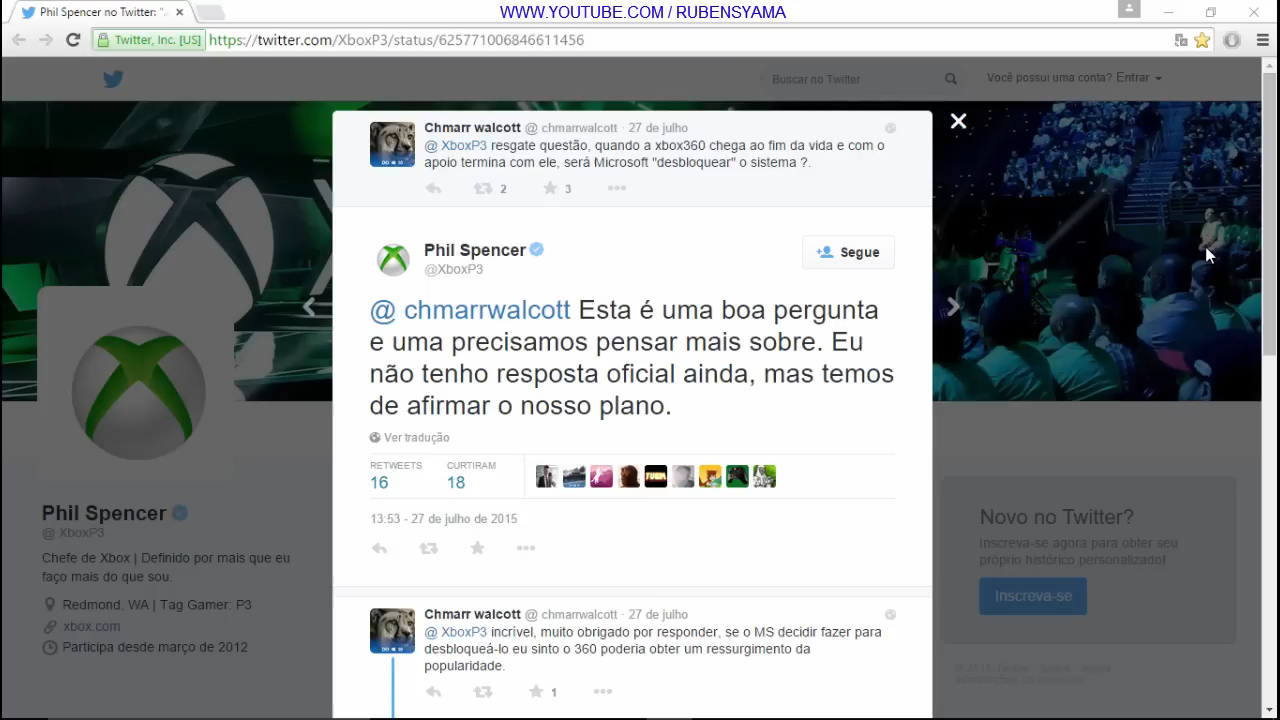 Phil Spencer no Twitter: "
WWW.YOUTUBE.COM / RUBENSYAMA
Twitter, Inc. [US] https://twitter.com/XboxP3/status/625771006846611456
Buscar no Twitter
Você possui uma conta? Entrar
Chmarr walcott @ chmarrwalcott · 27 de julho
@ XboxP3 resgate questão, quando a xbox360 chega ao fim da vida e com o
apoio termina com ele, será Microsoft "desbloquear" o sistema ?.
2 3
Phil Spencer
@XboxP3
Segue
@ chmarrwalcott Esta é uma boa pergunta
e uma precisamos pensar mais sobre. Eu
não tenho resposta oficial ainda, mas temos
de afirmar o nosso plano.
Ver tradução
RETWEETS CURTIRAM
16 18
13:53 - 27 de julho de 2015
Chmarr walcott @ chmarrwalcott · 27 de julho
@ XboxP3 incrível, muito obrigado por responder, se o MS decidir fazer para
desbloqueá-lo eu sinto o 360 poderia obter um ressurgimento da
popularidade.
1
Phil Spencer
@ XboxP3
Chefe de Xbox | Definido por mais que eu
faço mais do que sou.
Redmond, WA | Tag Gamer: P3
xbox.com
Participa desde março de 2012
Novo no Twitter?
Inscreva-se agora para obter seu
próprio histórico personalizado!
Inscreva-se